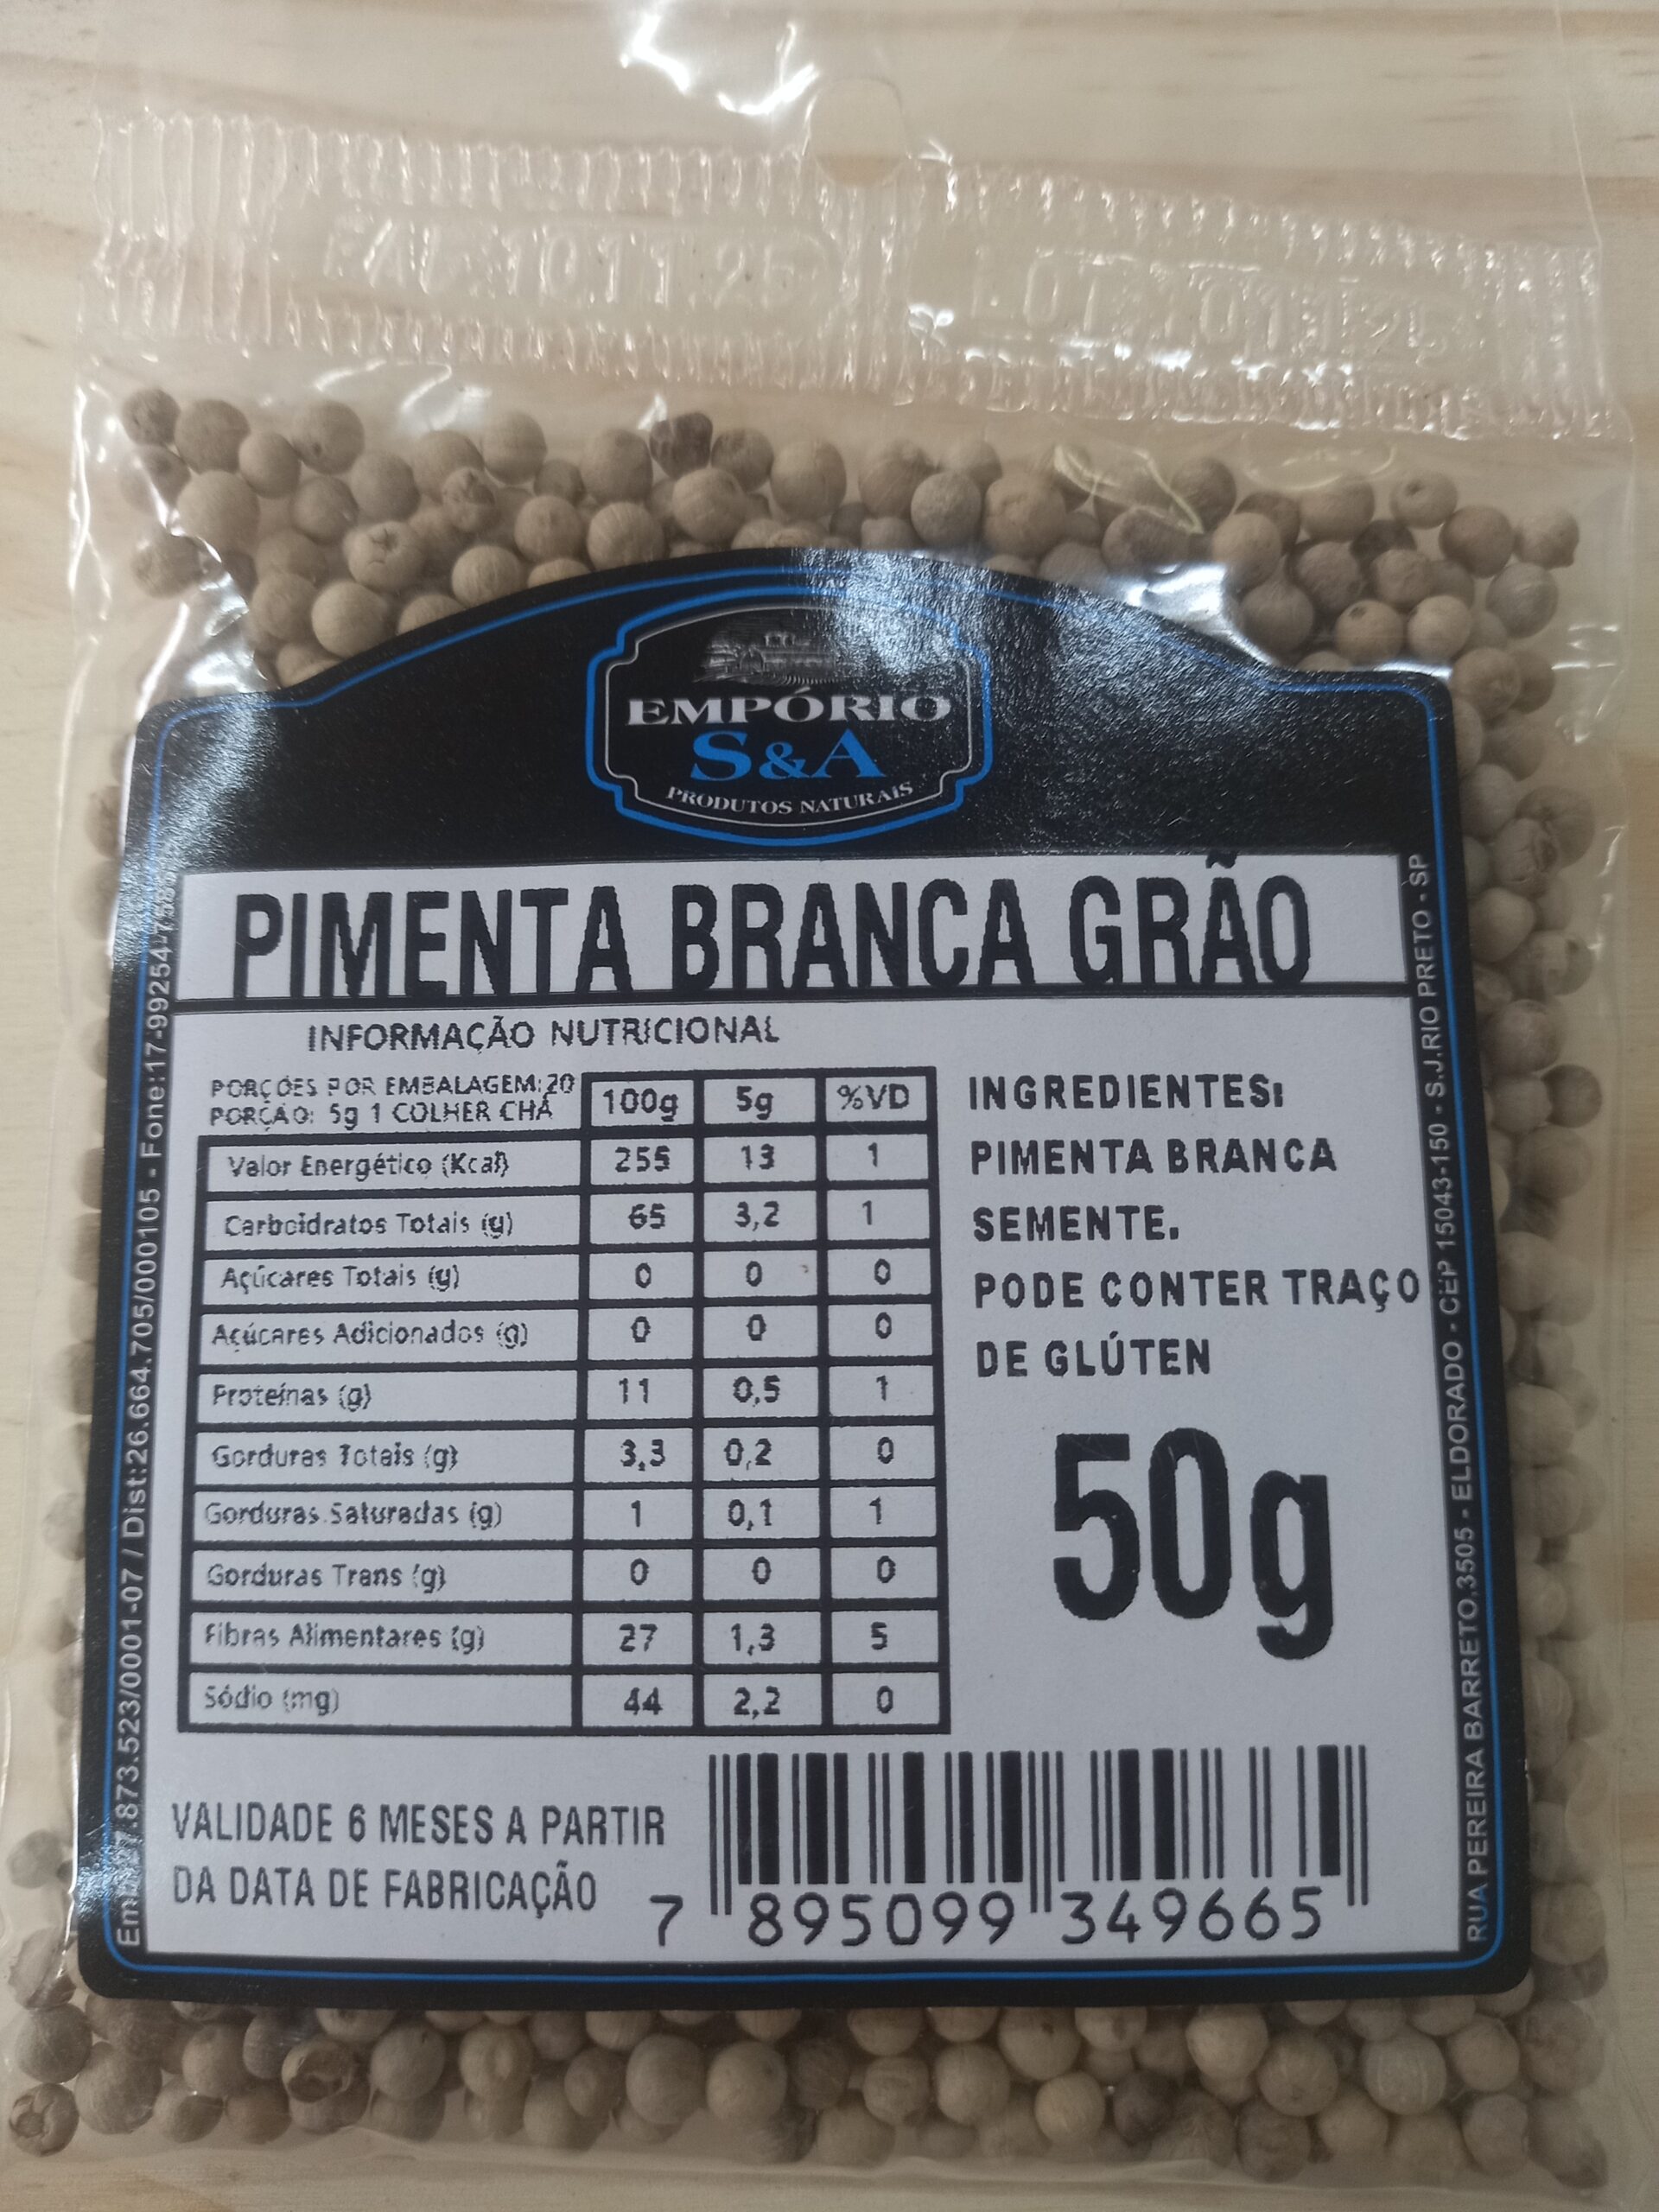 10.11.25
LOT:1011 25
EMPÓRIO
S&A
PRODUTOS NATURAIS
PIMENTA BRANCA GRÃO
INFORMAÇÃO NUTRICIONAL
PORÇÕES POR EMBALAGEM: 20
PORÇÃO: 5g 1 COLHER CHÁ
100g 5g %VD
Valor Energético (Kcal) 255 13 1
Carboidratos Totais (g) 65 3,2 1
Açúcares Totais (g) 0 0 0
Açúcares Adicionados (g) 0 0 0
Proteínas (g) 11 0,5 1
Gorduras Totais (g) 3,3 0,2 0
Gorduras Saturadas (g) 1 0,1 1
Gorduras Trans (g) 0 0 0
Fibras Alimentares (g) 27 1,3 5
Sódio (mg) 44 2,2 0
INGREDIENTES:
PIMENTA BRANCA
SEMENTE.
PODE CONTER TRAÇO
DE GLÚTEN
50g
VALIDADE 6 MESES A PARTIR
DA DATA DE FABRICAÇÃO
7 895099 349665
.873.523/0001-07 / Dist:26.664.705/000105 - Fone:17-99254
RUA PEREIRA BARRETO,3505 - ELDORADO - CEP 15043-150 - S.J.RIO PRETO - SP